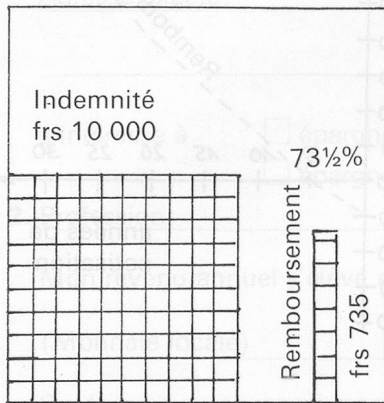 Indemnité
frs 10 000
73½%
Remboursement
frs 735